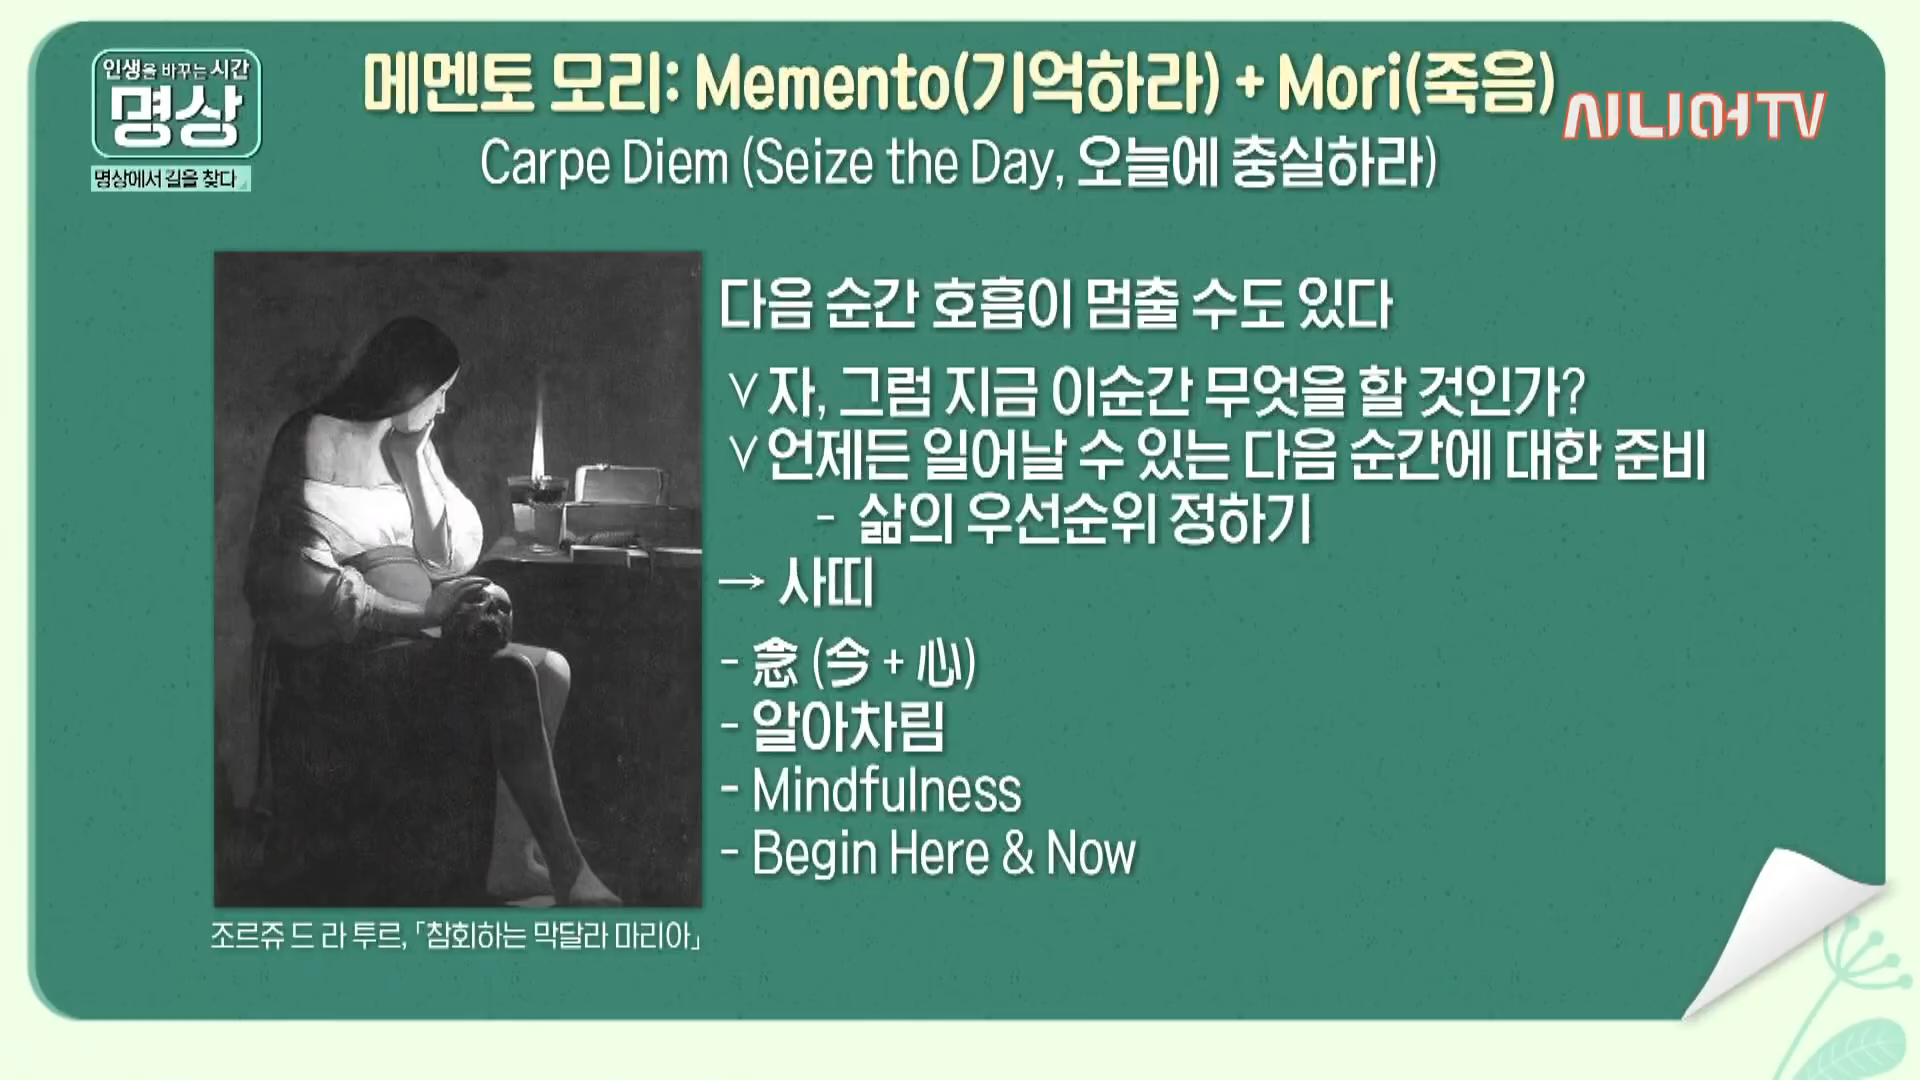 인생을 바꾸는 시간
명상
명상에서 길을 찾다
메멘토 모리: Memento(기억하라) + Mori(죽음)
시니어TV
Carpe Diem (Seize the Day, 오늘에 충실하라)
다음 순간 호흡이 멈출 수도 있다
∨ 자, 그럼 지금 이순간 무엇을 할 것인가?
∨ 언제든 일어날 수 있는 다음 순간에 대한 준비
- 삶의 우선순위 정하기
→ 사띠
- 念 (今 + 心)
- 알아차림
- Mindfulness
- Begin Here & Now
조르쥬 드 라 투르, 「참회하는 막달라 마리아」